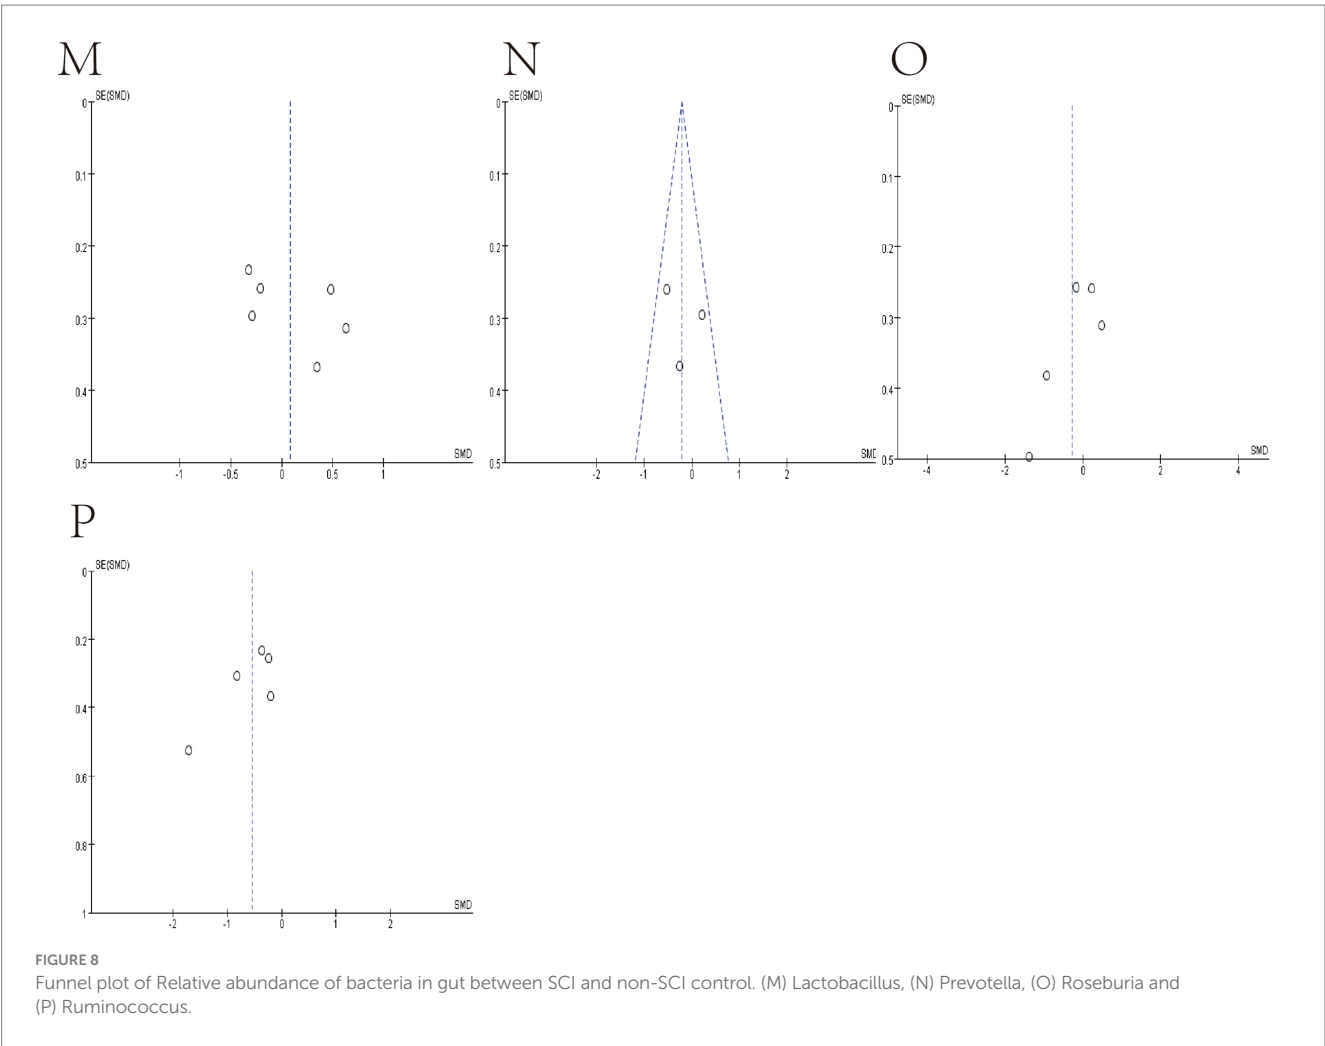 M
N
O
SE(SMD)
0
0.1
0.2
0.3
0.4
0.5
-1
-0.5
0
0.5
1
SMD
SE(SMD)
0
0.1
0.2
0.3
0.4
0.5
-2
-1
0
1
2
SMD
SE(SMD)
0
0.1
0.2
0.3
0.4
0.5
-4
-2
0
2
4
SMD
P
SE(SMD)
0
0.2
0.4
0.6
0.8
1
-2
-1
0
1
2
SMD
FIGURE 8
Funnel plot of Relative abundance of bacteria in gut between SCI and non-SCI control. (M) Lactobacillus, (N) Prevotella, (O) Roseburia and
(P) Ruminococcus.